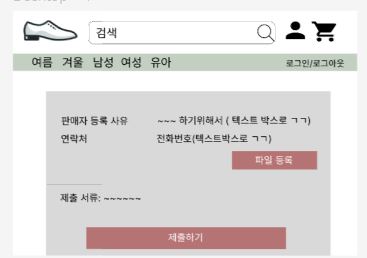 검색
여름 겨울 남성 여성 유아
로그인/로그아웃
판매자 등록 사유 ~~~ 하기위해서 ( 텍스트 박스로 ㄱㄱ)
연락처 전화번호(텍스트박스로 ㄱㄱ)
파일 등록
제출 서류: ~~~~~~
제출하기